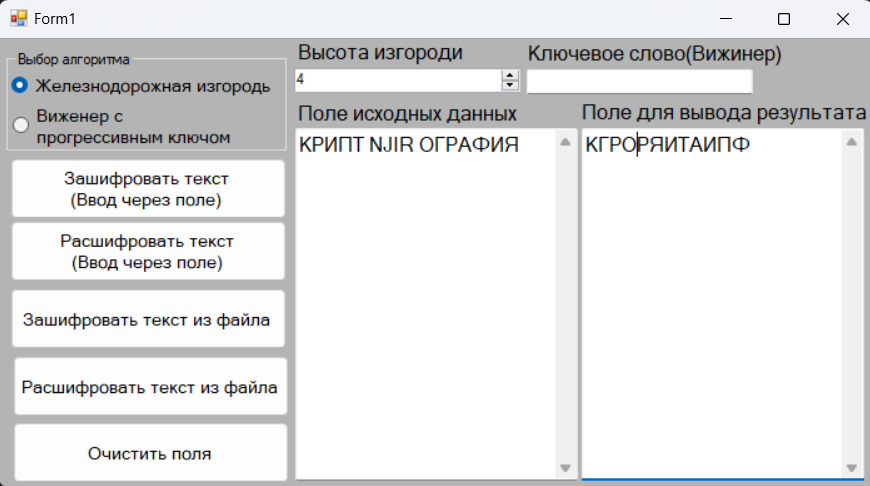 Form1
Выбор алгоритма
Железнодорожная изгородь
Виженер с
прогрессивным ключом
Зашифровать текст
(Ввод через поле)
Расшифровать текст
(Ввод через поле)
Зашифровать текст из файла
Расшифровать текст из файла
Очистить поля
Высота изгороди
4
Ключевое слово(Вижинер)
Поле исходных данных
КРИПТ NJIR ОГРАФИЯ
Поле для вывода результата
КГРОРЯИТАИПФ